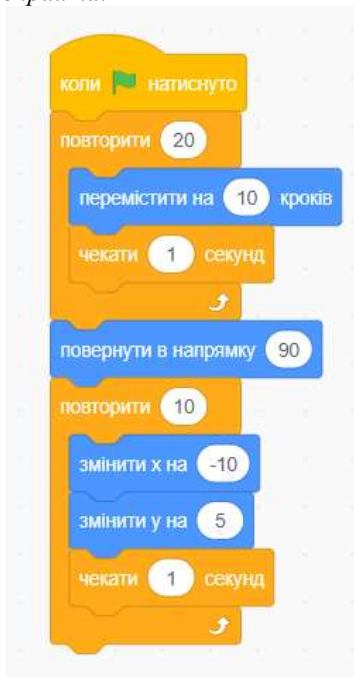 коли натиснуто
повторити 20
перемістити на 10 кроків
чекати 1 секунд
повернути в напрямку 90
повторити 10
змінити x на -10
змінити y на 5
чекати 1 секунд